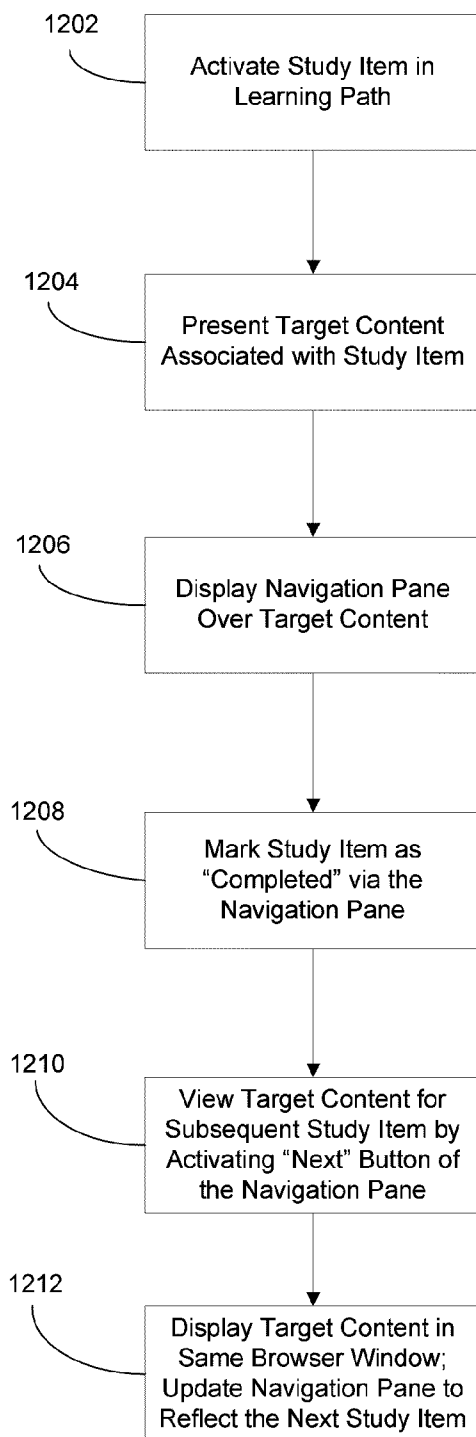 1202
Activate Study Item in
Learning Path
1204
Present Target Content
Associated with Study Item
1206
Display Navigation Pane
Over Target Content
1208
Mark Study Item as
“Completed” via the
Navigation Pane
1210
View Target Content for
Subsequent Study Item by
Activating “Next” Button of
the Navigation Pane
1212
Display Target Content in
Same Browser Window;
Update Navigation Pane to
Reflect the Next Study Item